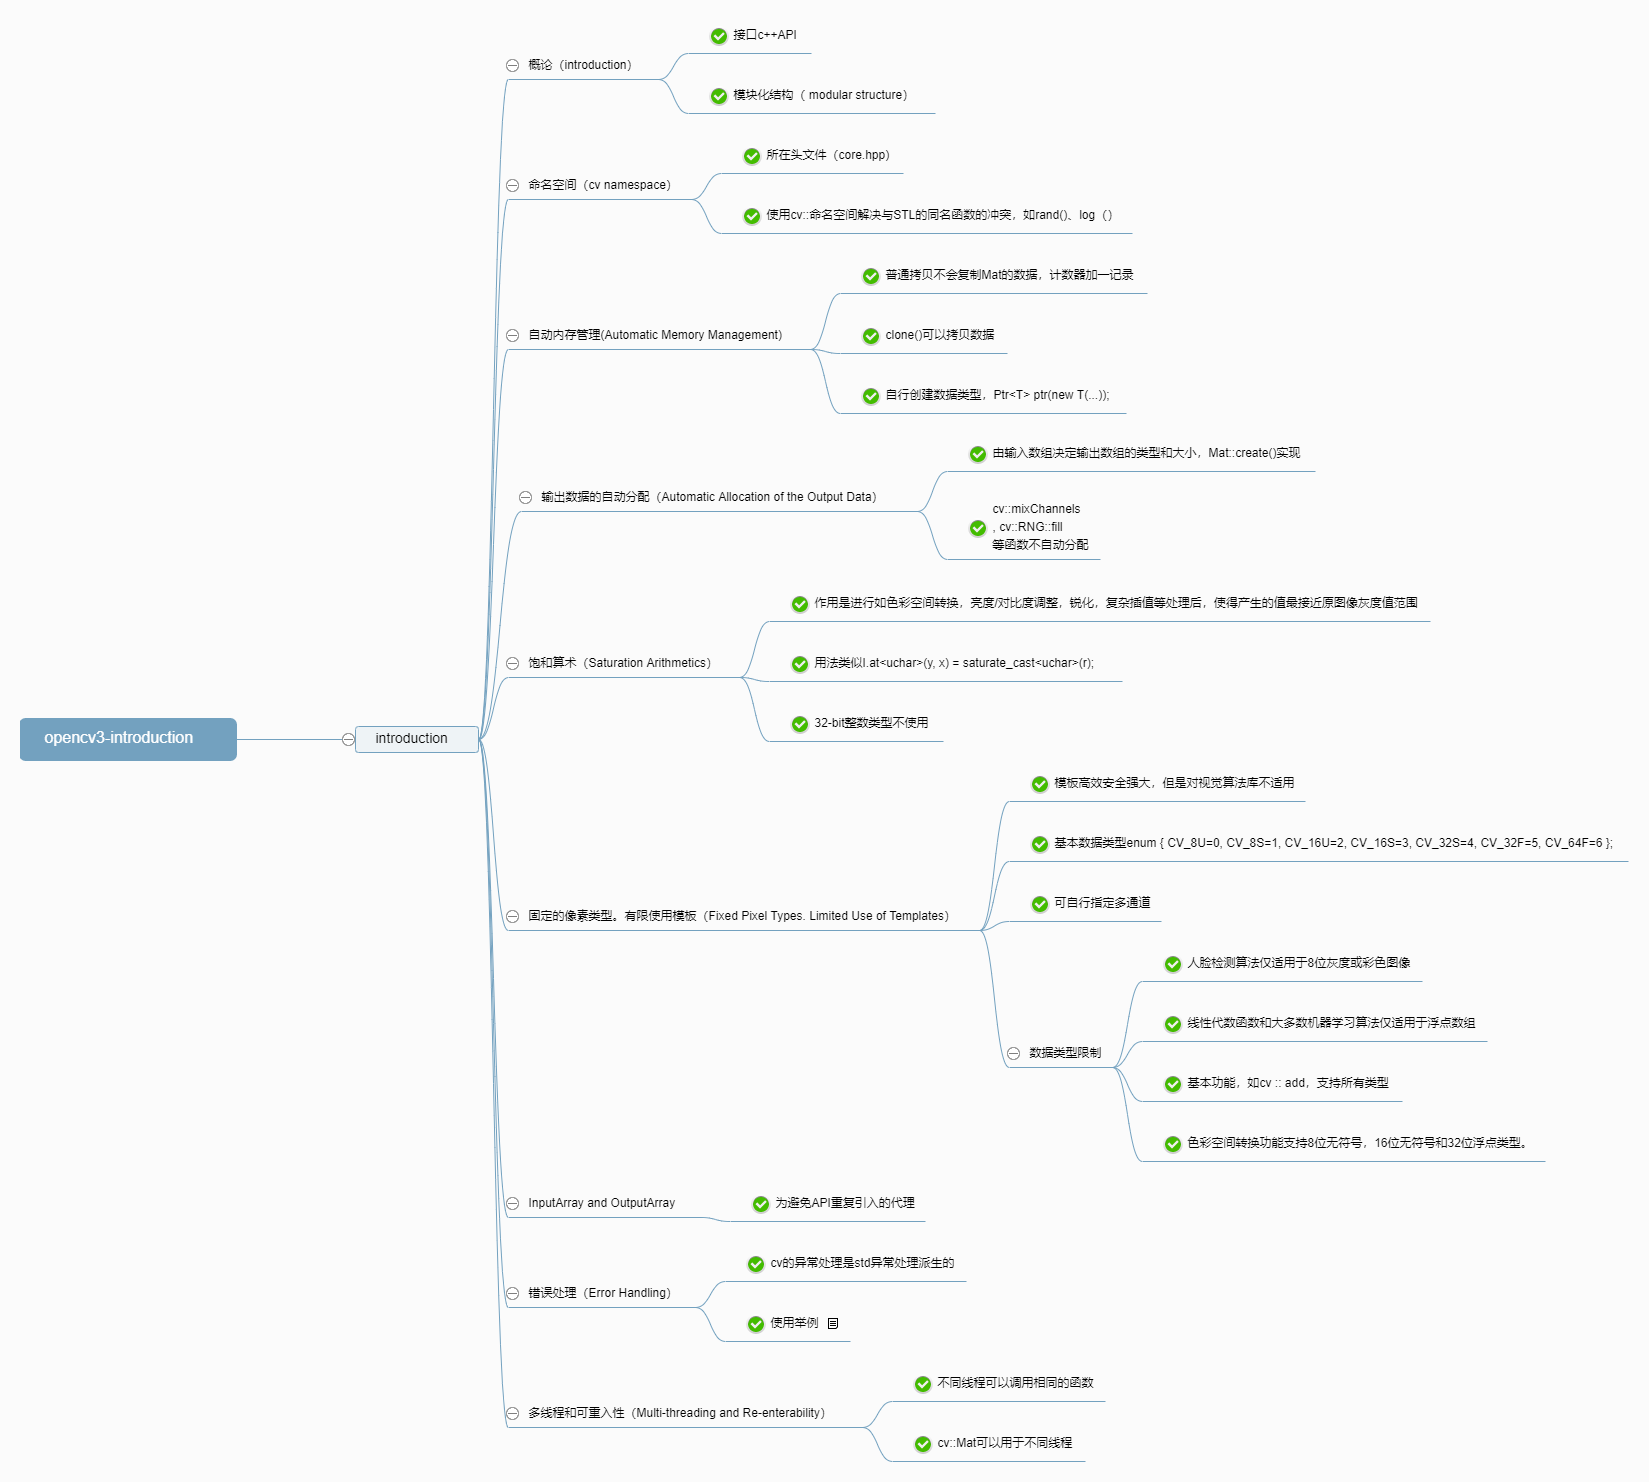 opencv3-introduction
introduction
概论（introduction）
接口c++API
模块化结构（ modular structure）
命名空间（cv namespace）
所在头文件（core.hpp）
使用cv::命名空间解决与STL的同名函数的冲突，如rand()、log（）
自动内存管理(Automatic Memory Management)
普通拷贝不会复制Mat的数据，计数器加一记录
clone()可以拷贝数据
自行创建数据类型，Ptr<T> ptr(new T(...));
输出数据的自动分配（Automatic Allocation of the Output Data）
由输入数组决定输出数组的类型和大小，Mat::create()实现
cv::mixChannels
, cv::RNG::fill
等函数不自动分配
饱和算术（Saturation Arithmetics）
作用是进行如色彩空间转换，亮度/对比度调整，锐化，复杂插值等处理后，使得产生的值最接近原图像灰度值范围
用法类似I.at<uchar>(y, x) = saturate_cast<uchar>(r);
32-bit整数类型不使用
固定的像素类型。有限使用模板（Fixed Pixel Types. Limited Use of Templates）
模板高效安全强大，但是对视觉算法库不适用
基本数据类型enum { CV_8U=0, CV_8S=1, CV_16U=2, CV_16S=3, CV_32S=4, CV_32F=5, CV_64F=6 };
可自行指定多通道
数据类型限制
人脸检测算法仅适用于8位灰度或彩色图像
线性代数函数和大多数机器学习算法仅适用于浮点数组
基本功能，如cv :: add，支持所有类型
色彩空间转换功能支持8位无符号，16位无符号和32位浮点类型。
InputArray and OutputArray
为避免API重复引入的代理
错误处理（Error Handling）
cv的异常处理是std异常处理派生的
使用举例
多线程和可重入性（Multi-threading and Re-enterability）
不同线程可以调用相同的函数
cv::Mat可以用于不同线程